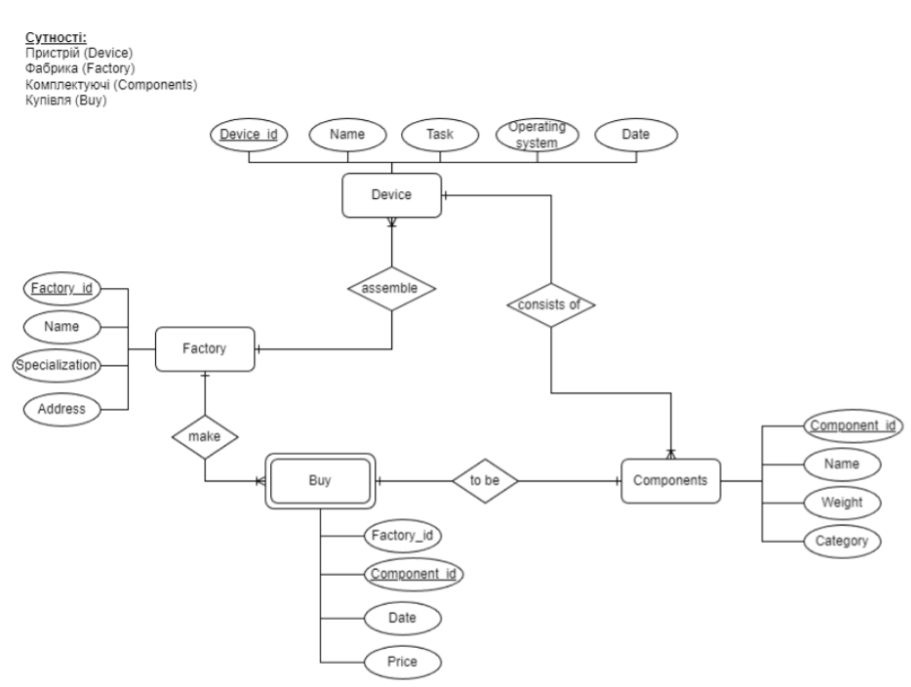 Сутності:
Пристрій (Device)
Фабрика (Factory)
Комплектуючі (Components)
Купівля (Buy)
Device_id
Name
Task
Operating
system
Date
Device
assemble
consists of
Factory_id
Name
Specialization
Address
Factory
make
Buy
to be
Components
Component_id
Name
Weight
Category
Factory_id
Component_id
Date
Price